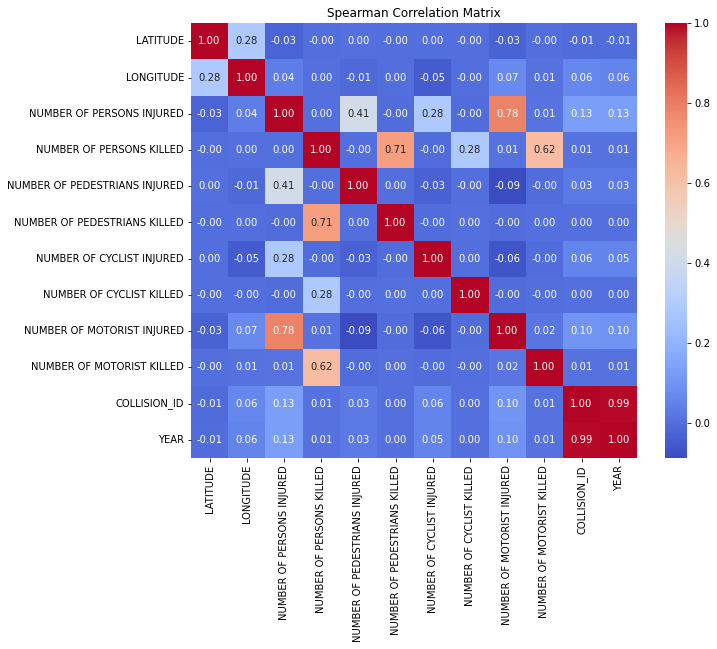 Spearman Correlation Matrix
LATITUDE 1.00 0.28 -0.03 -0.00 0.00 -0.00 0.00 -0.00 -0.03 -0.00 -0.01 -0.01
LONGITUDE 0.28 1.00 0.04 0.00 -0.01 0.00 -0.05 -0.00 0.07 0.01 0.06 0.06
NUMBER OF PERSONS INJURED -0.03 0.04 1.00 0.00 0.41 -0.00 0.28 -0.00 0.78 0.01 0.13 0.13
NUMBER OF PERSONS KILLED -0.00 0.00 0.00 1.00 -0.00 0.71 -0.00 0.28 0.01 0.62 0.01 0.01
NUMBER OF PEDESTRIANS INJURED 0.00 -0.01 0.41 -0.00 1.00 0.00 -0.03 -0.00 -0.09 -0.00 0.03 0.03
NUMBER OF PEDESTRIANS KILLED -0.00 0.00 -0.00 0.71 0.00 1.00 -0.00 -0.00 -0.00 0.00 0.00 0.00
NUMBER OF CYCLIST INJURED 0.00 -0.05 0.28 -0.00 -0.03 -0.00 1.00 0.00 -0.06 -0.00 0.06 0.05
NUMBER OF CYCLIST KILLED -0.00 -0.00 -0.00 0.28 -0.00 -0.00 0.00 1.00 -0.00 -0.00 0.00 0.00
NUMBER OF MOTORIST INJURED -0.03 0.07 0.78 0.01 -0.09 -0.00 -0.06 -0.00 1.00 0.02 0.10 0.10
NUMBER OF MOTORIST KILLED -0.00 0.01 0.01 0.62 -0.00 0.00 -0.00 -0.00 0.02 1.00 0.01 0.01
COLLISION_ID -0.01 0.06 0.13 0.01 0.03 0.00 0.06 0.00 0.10 0.01 1.00 0.99
YEAR -0.01 0.06 0.13 0.01 0.03 0.00 0.05 0.00 0.10 0.01 0.99 1.00
LATITUDE
LONGITUDE
NUMBER OF PERSONS INJURED
NUMBER OF PERSONS KILLED
NUMBER OF PEDESTRIANS INJURED
NUMBER OF PEDESTRIANS KILLED
NUMBER OF CYCLIST INJURED
NUMBER OF CYCLIST KILLED
NUMBER OF MOTORIST INJURED
NUMBER OF MOTORIST KILLED
COLLISION_ID
YEAR
1.0
0.8
0.6
0.4
0.2
0.0